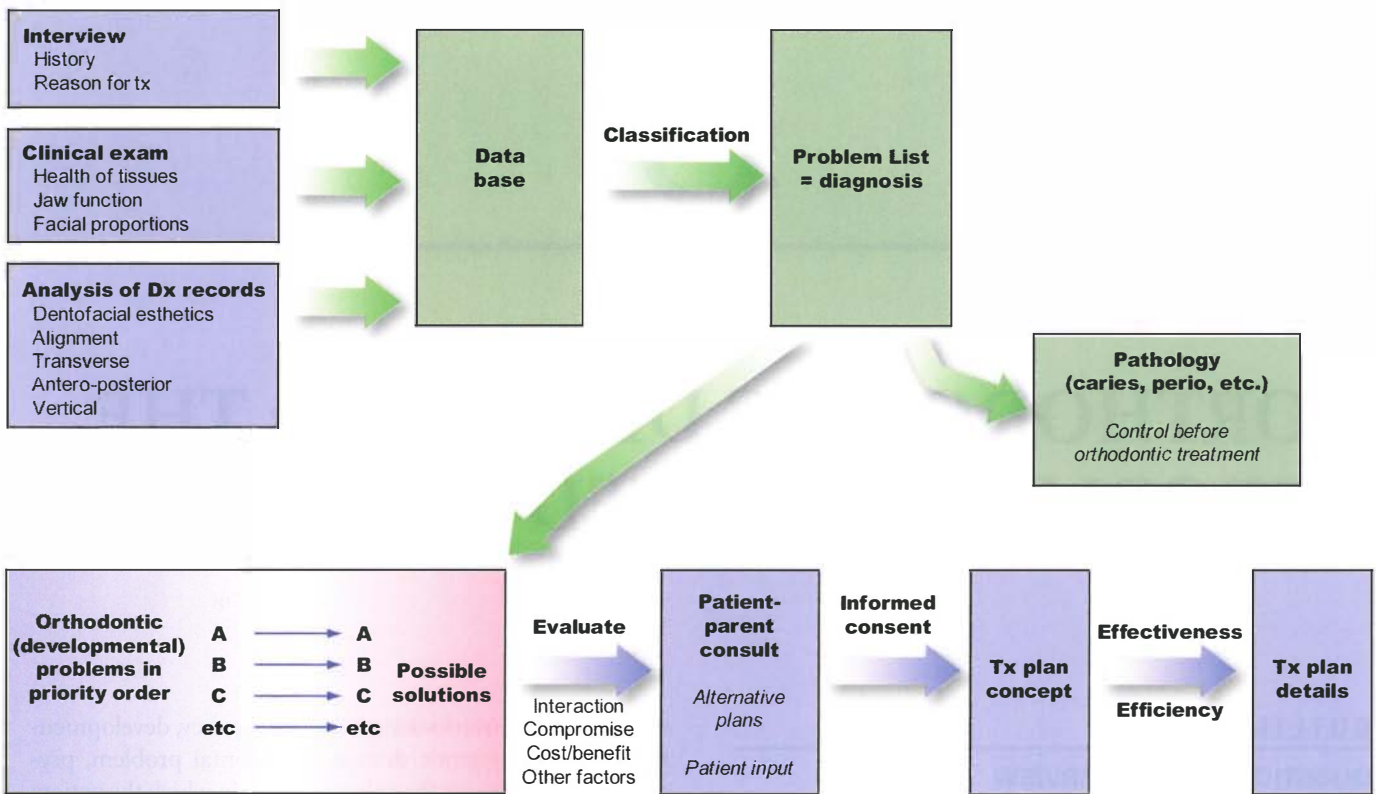 Interview
History
Reason for tx
Clinical exam
Health of tissues
Jaw function
Facial proportions
Analysis of Dx records
Dentofacial esthetics
Alignment
Transverse
Antero-posterior
Vertical
Data
base
Classification
Problem List
= diagnosis
Pathology
(caries, perio, etc.)
Control before
orthodontic treatment
Orthodontic
(developmental)
problems in
priority order
A A
B B
C C
etc etc
Possible
solutions
Evaluate
Interaction
Compromise
Cost/benefit
Other factors
Patient-
parent
consult
Alternative
plans
Patient input
Informed
consent
Tx plan
concept
Effectiveness
Efficiency
Tx plan
details